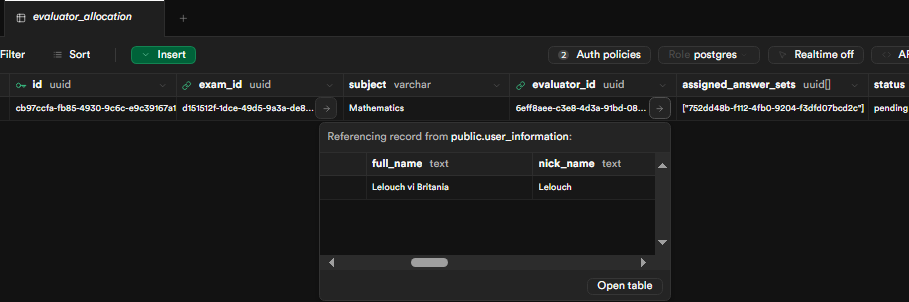 evaluator_allocation +
Filter Sort Insert 2 Auth policies Role postgres Realtime off
id uuid exam_id uuid subject varchar evaluator_id uuid assigned_answer_sets uuid[] status
cb97ccfa-fb85-4930-9c6c-e9c39167a1 d151512f-1dce-49d5-9a3a-de8... Mathematics 6eff8aee-c3e8-4d3a-91bd-08... ["752dd48b-f112-4fb0-9204-f3dfd07bcd2c"] pending
Referencing record from public.user_information:
full_name text nick_name text
Lelouch vi Britania Lelouch
Open table